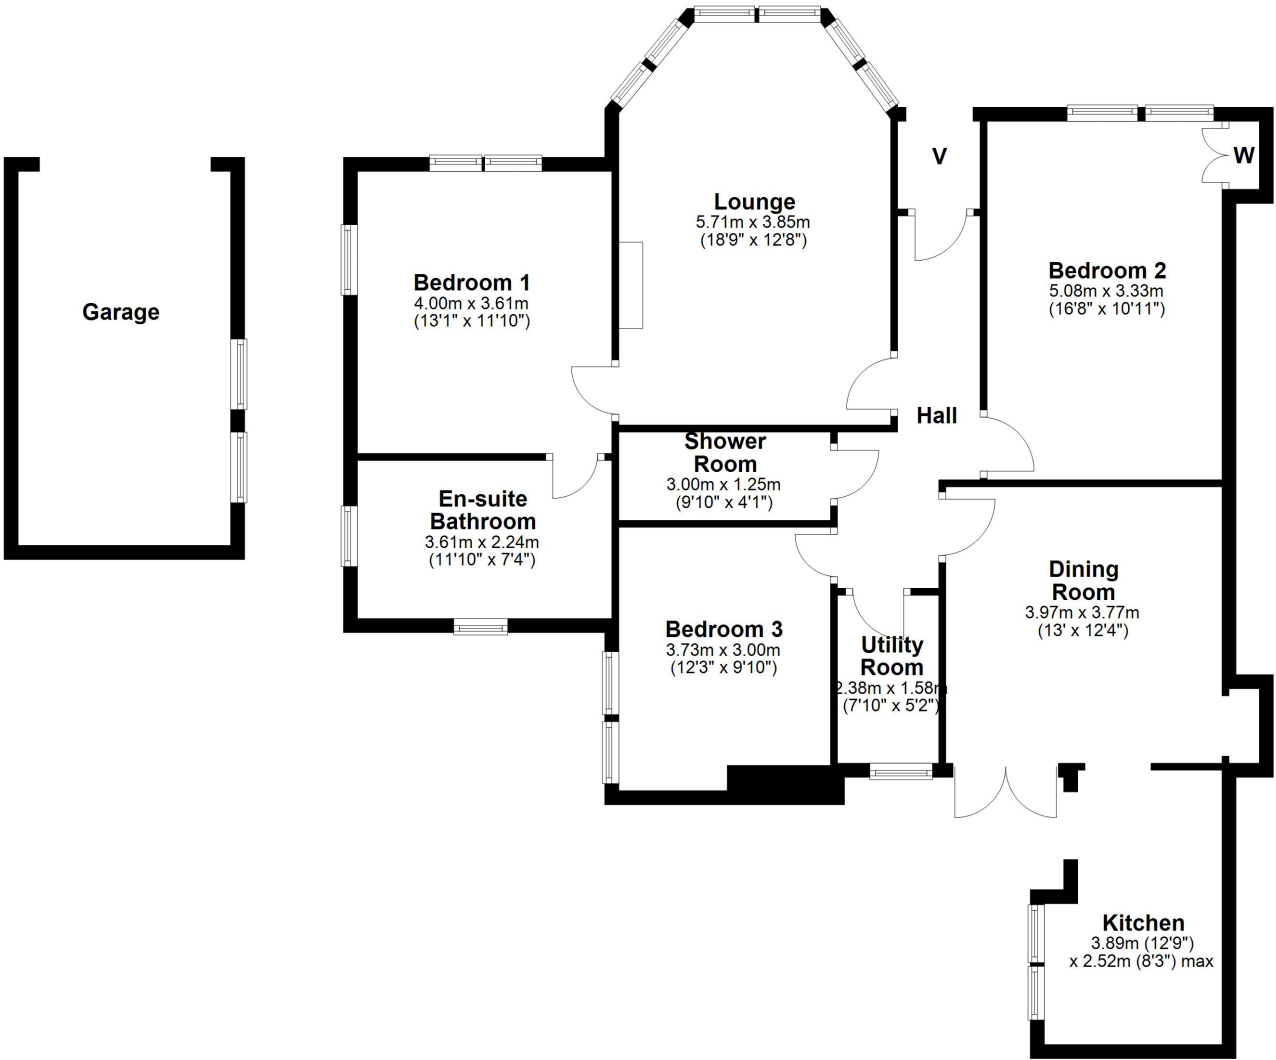 V
W
Lounge
5.71m x 3.85m
(18'9" x 12'8")
Bedroom 1
4.00m x 3.61m
(13'1" x 11'10")
Bedroom 2
5.08m x 3.33m
(16'8" x 10'11")
Garage
Hall
Shower
Room
3.00m x 1.25m
(9'10" x 4'1")
En-suite
Bathroom
3.61m x 2.24m
(11'10" x 7'4")
Dining
Room
3.97m x 3.77m
(13' x 12'4")
Bedroom 3
3.73m x 3.00m
(12'3" x 9'10")
Utility
Room
2.38m x 1.58m
(7'10" x 5'2")
Kitchen
3.89m (12'9")
x 2.52m (8'3") max